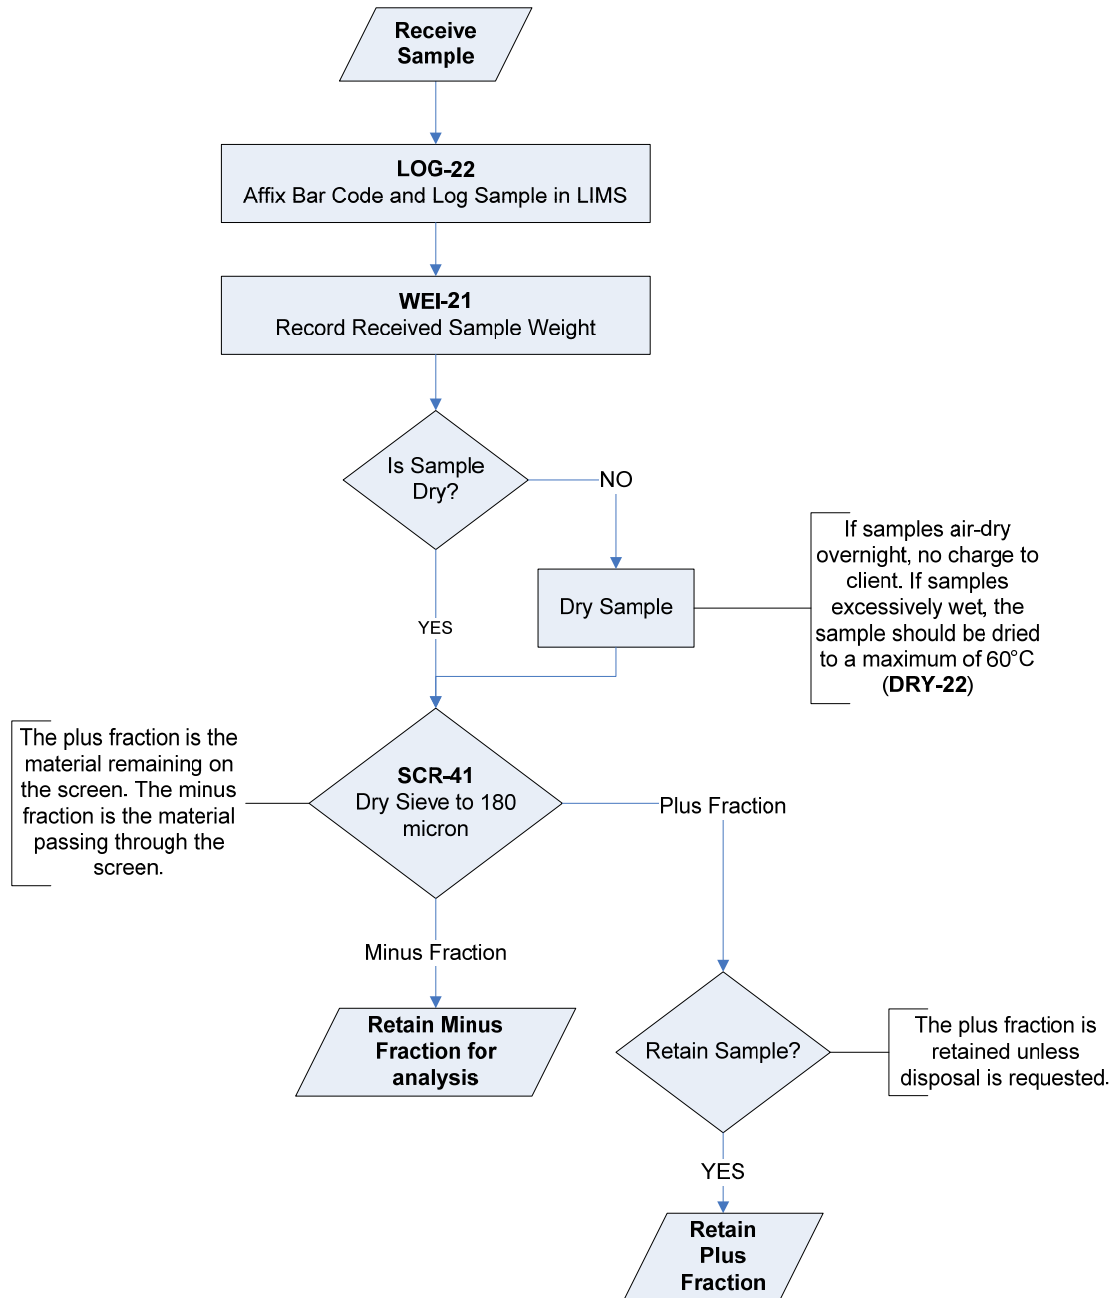 Receive
Sample
LOG-22
Affix Bar Code and Log Sample in LIMS
WEI-21
Record Received Sample Weight
Is Sample
Dry?
NO
If samples air-dry
overnight, no charge to
client. If samples
excessively wet, the
sample should be dried
to a maximum of 60°C
(DRY-22)
Dry Sample
YES
The plus fraction is the
material remaining on
the screen. The minus
fraction is the material
passing through the
screen.
SCR-41
Dry Sieve to 180
micron
Plus Fraction
Minus Fraction
Retain Minus
Fraction for
analysis
Retain Sample?
The plus fraction is
retained unless
disposal is requested.
YES
Retain
Plus
Fraction